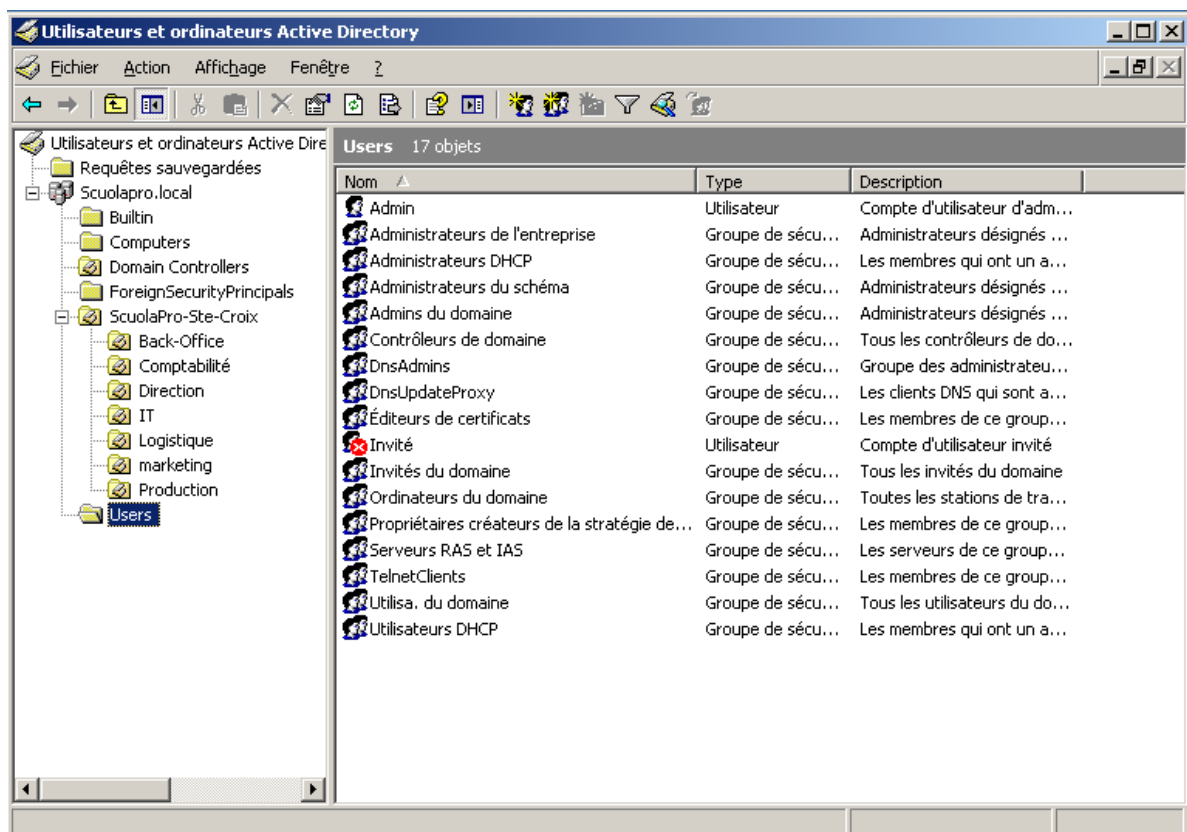 Utilisateurs et ordinateurs Active Directory
Fichier Action Affichage Fenêtre ?
Utilisateurs et ordinateurs Active Dire
Requêtes sauvegardées
Scuolapro.local
Builtin
Computers
Domain Controllers
ForeignSecurityPrincipals
ScuolaPro-Ste-Croix
Back-Office
Comptabilité
Direction
IT
Logistique
marketing
Production
Users
Users 17 objets
Nom Type Description
Admin Utilisateur Compte d'utilisateur d'adm...
Administrateurs de l'entreprise Groupe de sécu... Administrateurs désignés ...
Administrateurs DHCP Groupe de sécu... Les membres qui ont un a...
Administrateurs du schéma Groupe de sécu... Administrateurs désignés ...
Admins du domaine Groupe de sécu... Administrateurs désignés ...
Contrôleurs de domaine Groupe de sécu... Tous les contrôleurs de do...
DnsAdmins Groupe de sécu... Groupe des administrateu...
DnsUpdateProxy Groupe de sécu... Les clients DNS qui sont a...
Éditeurs de certificats Groupe de sécu... Les membres de ce group...
Invité Utilisateur Compte d'utilisateur invité
Invités du domaine Groupe de sécu... Tous les invités du domaine
Ordinateurs du domaine Groupe de sécu... Toutes les stations de tra...
Propriétaires créateurs de la stratégie de... Groupe de sécu... Les membres de ce group...
Serveurs RAS et IAS Groupe de sécu... Les serveurs de ce group...
TelnetClients Groupe de sécu... Les membres de ce group...
Utilisa. du domaine Groupe de sécu... Tous les utilisateurs du do...
Utilisateurs DHCP Groupe de sécu... Les membres qui ont un a...